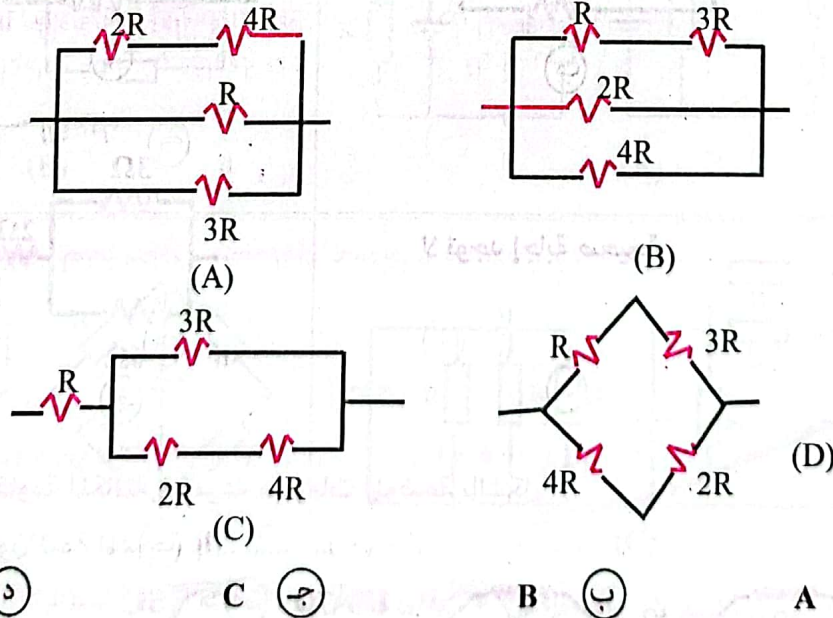 2R 4R
R
3R
(A)
R 3R
2R
4R
(B)
3R
R
2R 4R
(C)
R 3R
4R 2R
(D)
A ب B ج C د